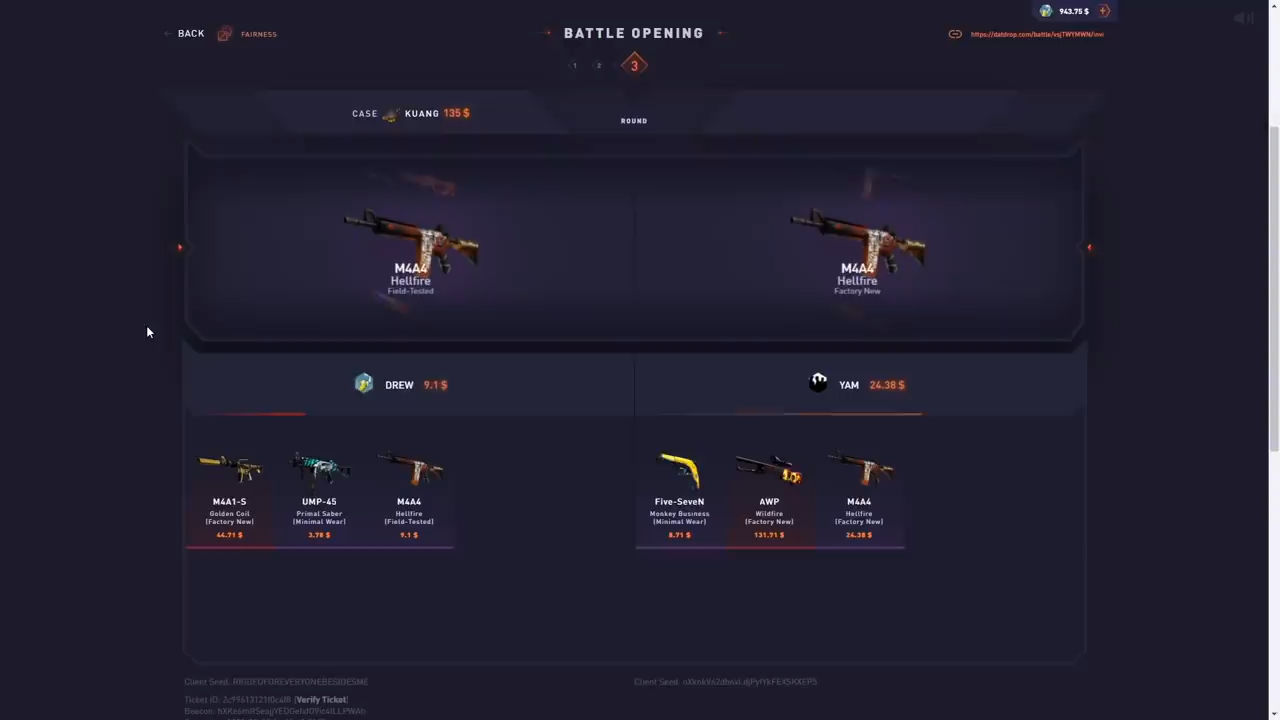 943.75 $
BACK
FAIRNESS
BATTLE OPENING
1 2 3
CASE KUANG 135 $
ROUND
M4A4
Hellfire
Field-Tested
M4A4
Hellfire
Factory New
DREW 9.1 $
YAM 24.38 $
M4A1-S
Golden Coil
(Factory New)
44.71 $
UMP-45
Primal Saber
(Minimal Wear)
3.78 $
M4A4
Hellfire
(Field-Tested)
9.1 $
Five-SeveN
Monkey Business
(Minimal Wear)
8.71 $
AWP
Wildfire
(Factory New)
131.71 $
M4A4
Hellfire
(Factory New)
24.38 $
Client Seed:
Client Seed:
Ticket ID: (Verify Ticket)
Beacon: